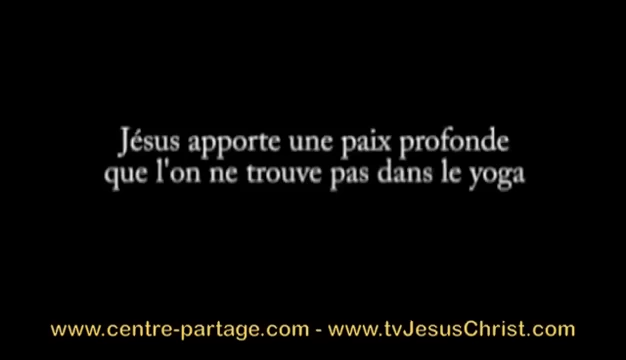 Jésus apporte une paix profonde
que l'on ne trouve pas dans le yoga
www.centre-partage.com - www.tvJesusChrist.com